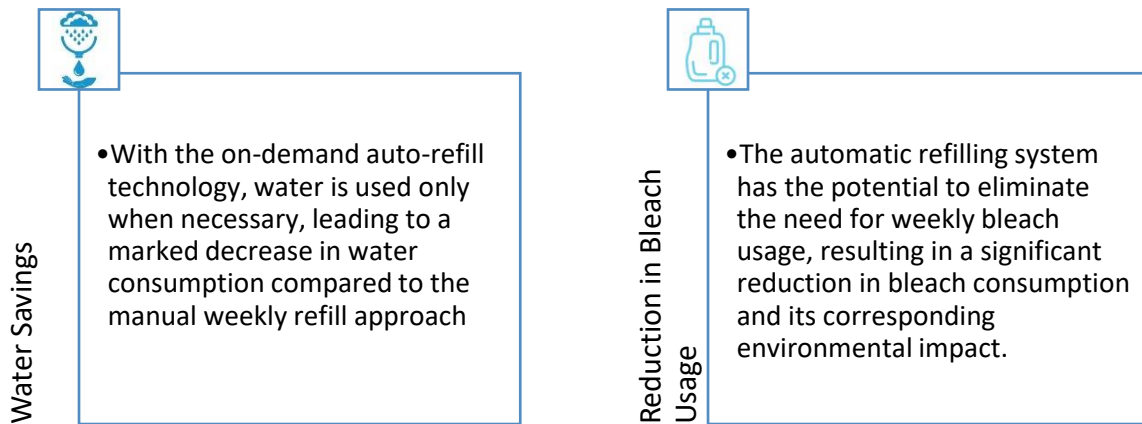 Water Savings
•With the on-demand auto-refill
technology, water is used only
when necessary, leading to a
marked decrease in water
consumption compared to the
manual weekly refill approach
Reduction in Bleach
Usage
•The automatic refilling system
has the potential to eliminate
the need for weekly bleach
usage, resulting in a significant
reduction in bleach consumption
and its corresponding
environmental impact.